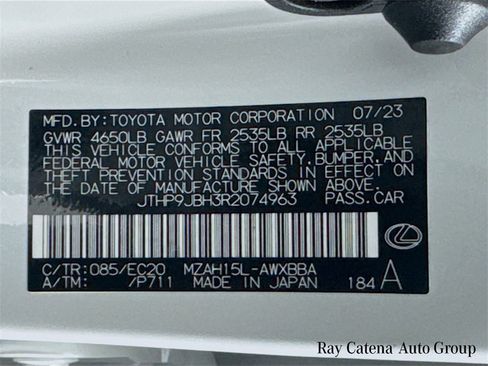 MFD.BY:TOYOTA MOTOR CORPORATION 07/23
GVWR 4650LB GAWR FR 2535LB RR 2535LB
THIS VEHICLE CONFORMS TO ALL APPLICABLE
FEDERAL MOTOR VEHICLE SAFETY,BUMPER,AND
THEFT PREVENTION STANDARDS IN EFFECT ON
THE DATE OF MANUFACTURE SHOWN ABOVE.
JTHP9JBH3R2074963 PASS.CAR
C/TR:085/EC20 MZAH15L-AWXBBA
A/TM: /P711 MADE IN JAPAN 184 A
LEXUS
Ray Catena Auto Group